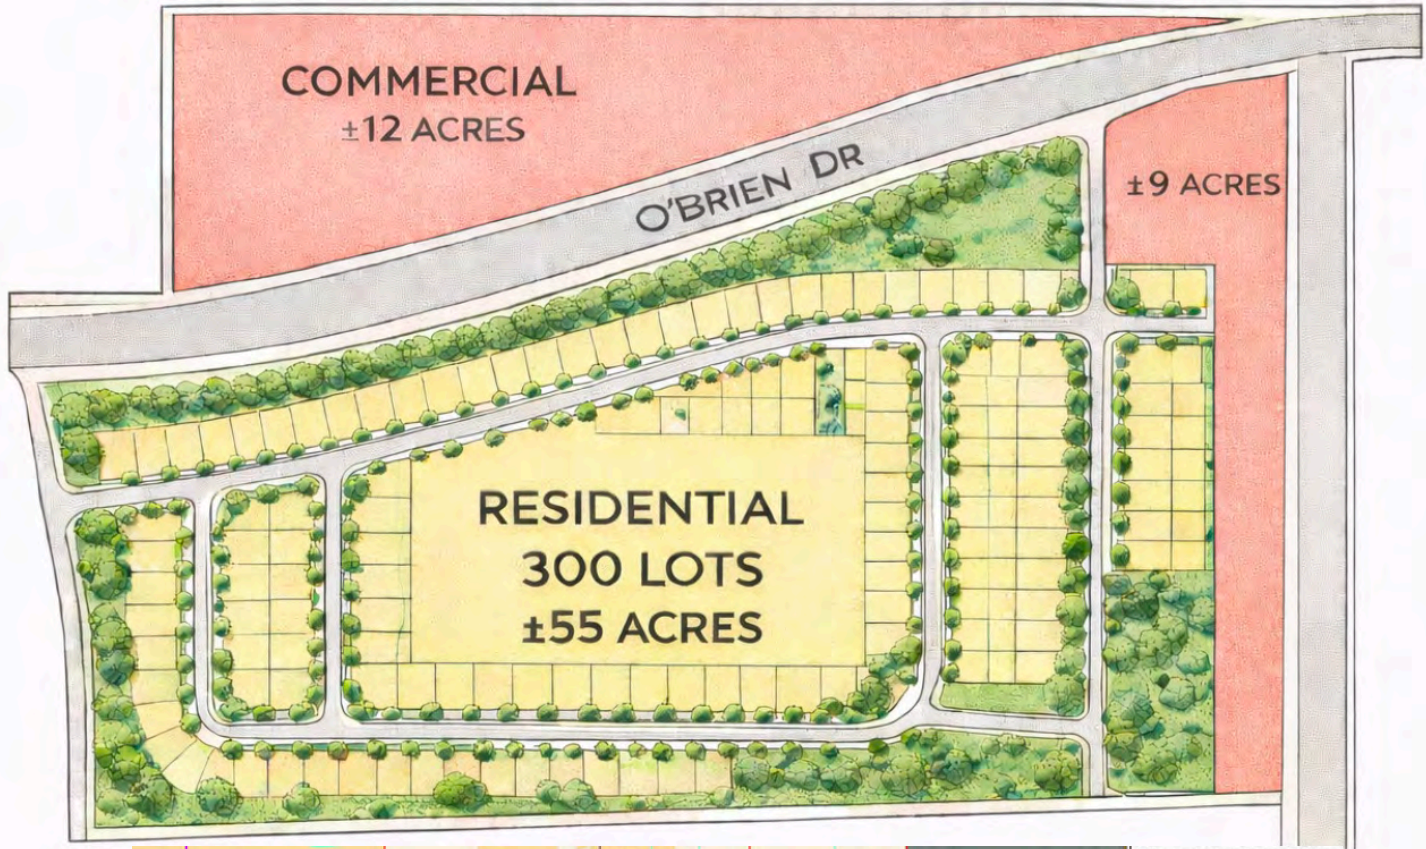 COMMERCIAL
±12 ACRES
O'BRIEN DR
±9 ACRES
RESIDENTIAL
300 LOTS
±55 ACRES